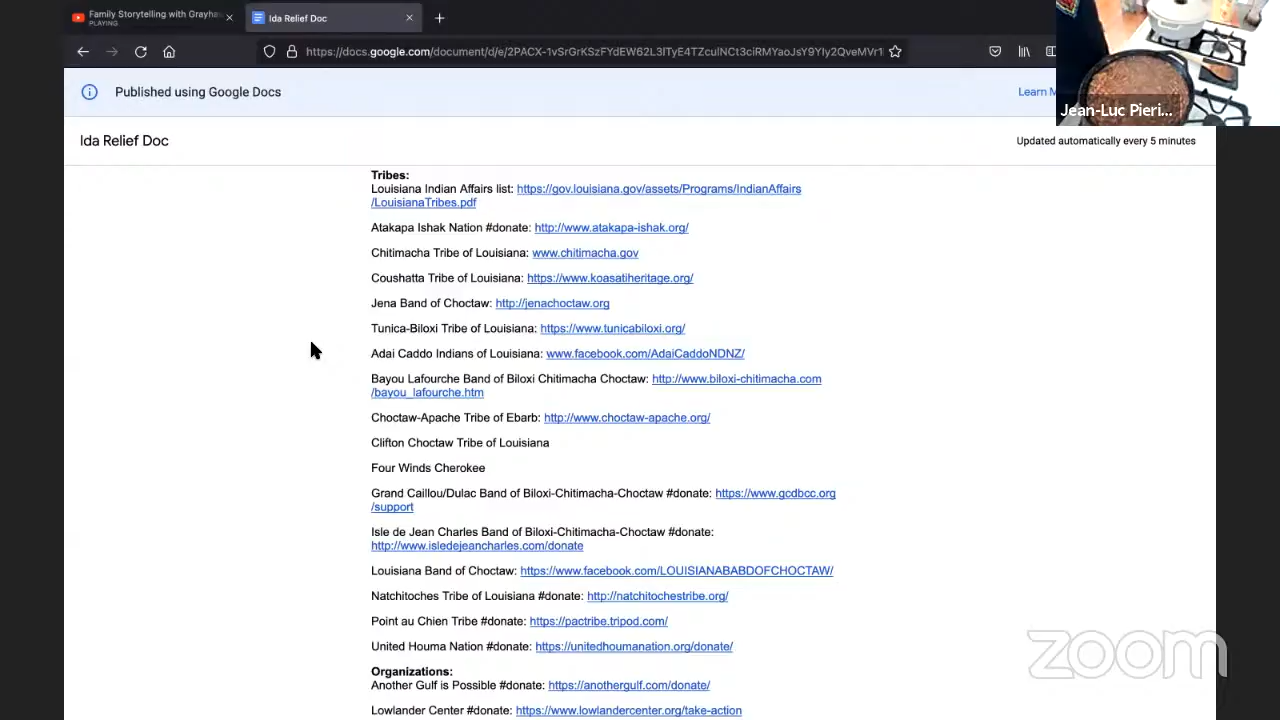 Family Storytelling with Grayha
PLAYING
Ida Relief Doc
https://docs.google.com/document/d/e/2PACX-1vSrGrKSzFYdEW62L3lTyE4TZculNCt3ciRMYaoJsY9YIy2QveMVr1
Published using Google Docs
Learn M
Jean-Luc Pieri...
Ida Relief Doc
Updated automatically every 5 minutes
Tribes:
Louisiana Indian Affairs list: https://gov.louisiana.gov/assets/Programs/IndianAffairs
/LouisianaTribes.pdf
Atakapa Ishak Nation #donate: http://www.atakapa-ishak.org/
Chitimacha Tribe of Louisiana: www.chitimacha.gov
Coushatta Tribe of Louisiana: https://www.koasatiheritage.org/
Jena Band of Choctaw: http://jenachoctaw.org
Tunica-Biloxi Tribe of Louisiana: https://www.tunicabiloxi.org/
Adai Caddo Indians of Louisiana: www.facebook.com/AdaiCaddoNDNZ/
Bayou Lafourche Band of Biloxi Chitimacha Choctaw: http://www.biloxi-chitimacha.com
/bayou_lafourche.htm
Choctaw-Apache Tribe of Ebarb: http://www.choctaw-apache.org/
Clifton Choctaw Tribe of Louisiana
Four Winds Cherokee
Grand Caillou/Dulac Band of Biloxi-Chitimacha-Choctaw #donate: https://www.gcdbcc.org
/support
Isle de Jean Charles Band of Biloxi-Chitimacha-Choctaw #donate:
http://www.isledejeancharles.com/donate
Louisiana Band of Choctaw: https://www.facebook.com/LOUISIANABABDOFCHOCTAW/
Natchitoches Tribe of Louisiana #donate: http://natchitochestribe.org/
Point au Chien Tribe #donate: https://pactribe.tripod.com/
United Houma Nation #donate: https://unitedhoumanation.org/donate/
Organizations:
Another Gulf is Possible #donate: https://anothergulf.com/donate/
Lowlander Center #donate: https://www.lowlandercenter.org/take-action
zoom